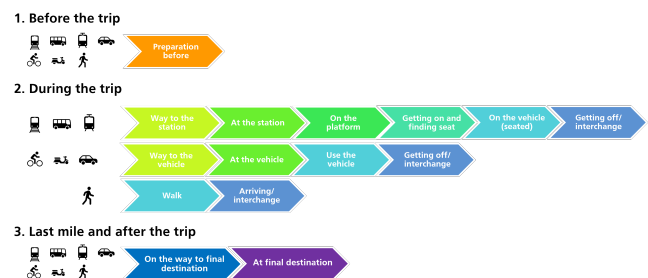 1. Before the trip
Preparation
before
2. During the trip
Way to the
station
At the station
On the
platform
Getting on and
finding seat
On the vehicle
(seated)
Getting off/
interchange
Way to the
vehicle
At the vehicle
Use the
vehicle
Getting off/
interchange
Walk
Arriving/
interchange
3. Last mile and after the trip
On the way to final
destination
At final destination